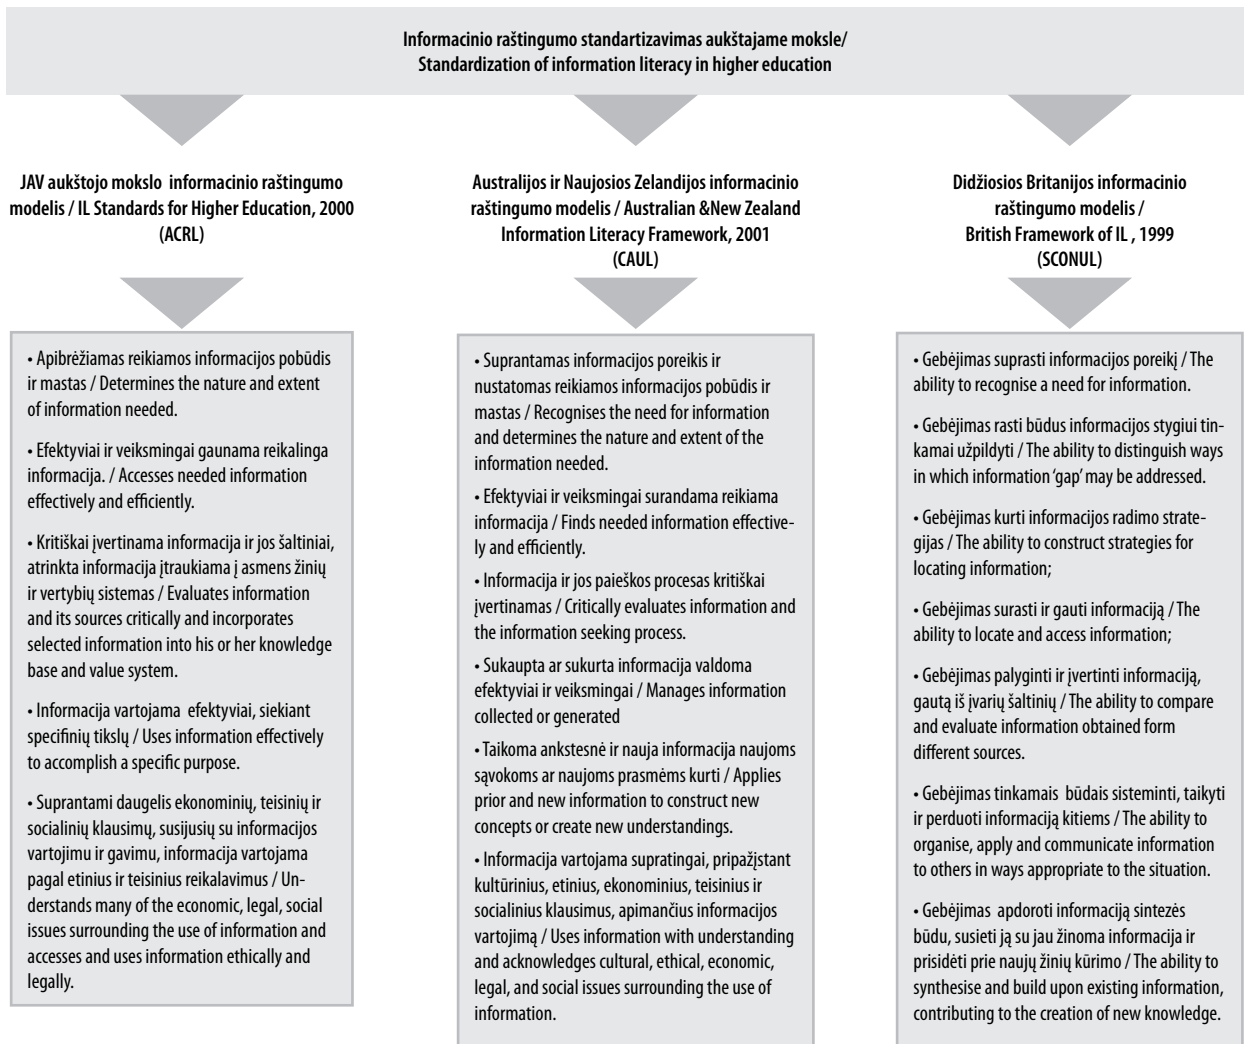 Informacinio raštingumo standartizavimas aukštajame moksle/
Standardization of information literacy in higher education
JAV aukštojo mokslo informacinio raštingumo
modelis / IL Standards for Higher Education, 2000
(ACRL)
• Apibrėžiamas reikiamos informacijos pobūdis
ir mastas / Determines the nature and extent
of information needed.
• Efektyviai ir veiksmingai gaunama reikalinga
informacija. / Accesses needed information
effectively and efficiently.
• Kritiškai įvertinama informacija ir jos šaltiniai,
atrinkta informacija įtraukiama į asmens žinių
ir vertybių sistemas / Evaluates information
and its sources critically and incorporates
selected information into his or her knowledge
base and value system.
• Informacija vartojama efektyviai, siekiant
specifinių tikslų / Uses information effectively
to accomplish a specific purpose.
• Suprantami daugelis ekonominių, teisinių ir
socialinių klausimų, susijusių su informacijos
vartojimu ir gavimu, informacija vartojama
pagal etinius ir teisinius reikalavimus / Un-
derstands many of the economic, legal, social
issues surrounding the use of information and
accesses and uses information ethically and
legally.
Australijos ir Naujosios Zelandijos informacinio
raštingumo modelis / Australian &New Zealand
Information Literacy Framework, 2001
(CAUL)
• Suprantamas informacijos poreikis ir
nustatomas reikiamos informacijos pobūdis ir
mastas / Recognises the need for information
and determines the nature and extent of the
information needed.
• Efektyviai ir veiksmingai surandama reikiama
informacija / Finds needed information effective-
ly and efficiently.
• Informacija ir jos paieškos procesas kritiškai
įvertinamas / Critically evaluates information and
the information seeking process.
• Sukaupta ar sukurta informacija valdoma
efektyviai ir veiksmingai / Manages information
collected or generated
• Taikoma ankstesnė ir nauja informacija naujoms
sąvokoms ar naujoms prasmėms kurti / Applies
prior and new information to construct new
concepts or create new understandings.
• Informacija vartojama supratingai, pripažįstant
kultūrinius, etinius, ekonominius, teisinius ir
socialinius klausimus, apimančius informacijos
vartojimą / Uses information with understanding
and acknowledges cultural, ethical, economic,
legal, and social issues surrounding the use of
information.
Didžiosios Britanijos informacinio
raštingumo modelis /
British Framework of IL , 1999
(SCONUL)
• Gebėjimas suprasti informacijos poreikį / The
ability to recognise a need for information.
• Gebėjimas rasti būdus informacijos stygiui tin-
kamai užpildyti / The ability to distinguish ways
in which information ‘gap’ may be addressed.
• Gebėjimas kurti informacijos radimo strate-
gijas / The ability to construct strategies for
locating information;
• Gebėjimas surasti ir gauti informaciją / The
ability to locate and access information;
• Gebėjimas palyginti ir įvertinti informaciją,
gautą iš įvarių šaltinių / The ability to compare
and evaluate information obtained form
different sources.
• Gebėjimas tinkamais būdais sisteminti, taikyti
ir perduoti informaciją kitiems / The ability to
organise, apply and communicate information
to others in ways appropriate to the situation.
• Gebėjimas apdoroti informaciją sintezės
būdu, susieti ją su jau žinoma informacija ir
prisidėti prie naujų žinių kūrimo / The ability to
synthesise and build upon existing information,
contributing to the creation of new knowledge.